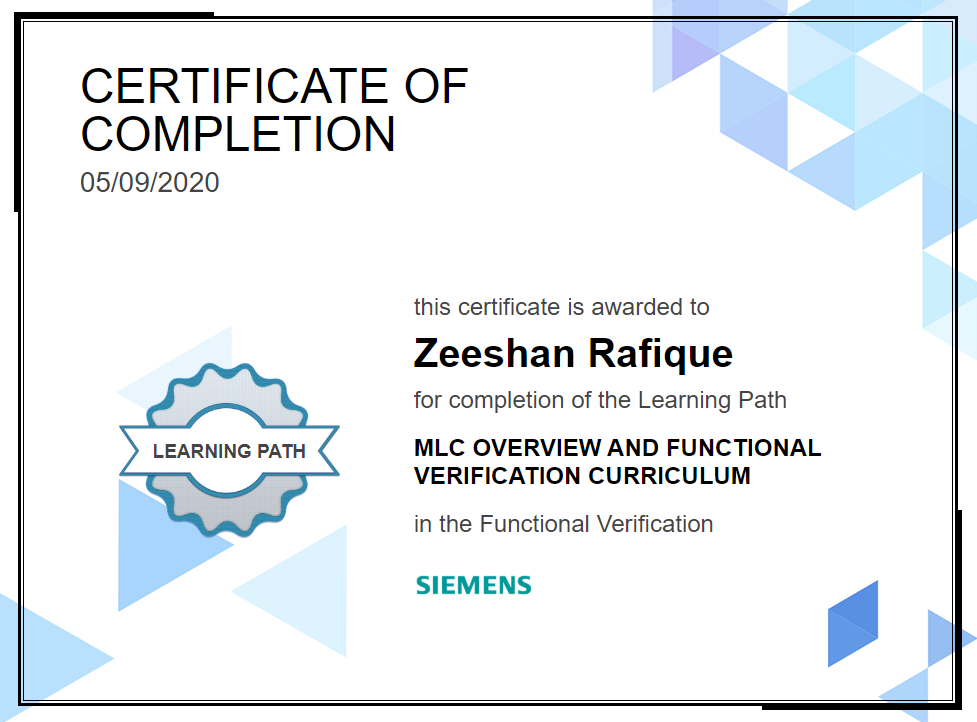 CERTIFICATE OF
COMPLETION
05/09/2020
this certificate is awarded to
Zeeshan Rafique
for completion of the Learning Path
LEARNING PATH
MLC OVERVIEW AND FUNCTIONAL
VERIFICATION CURRICULUM
in the Functional Verification
SIEMENS